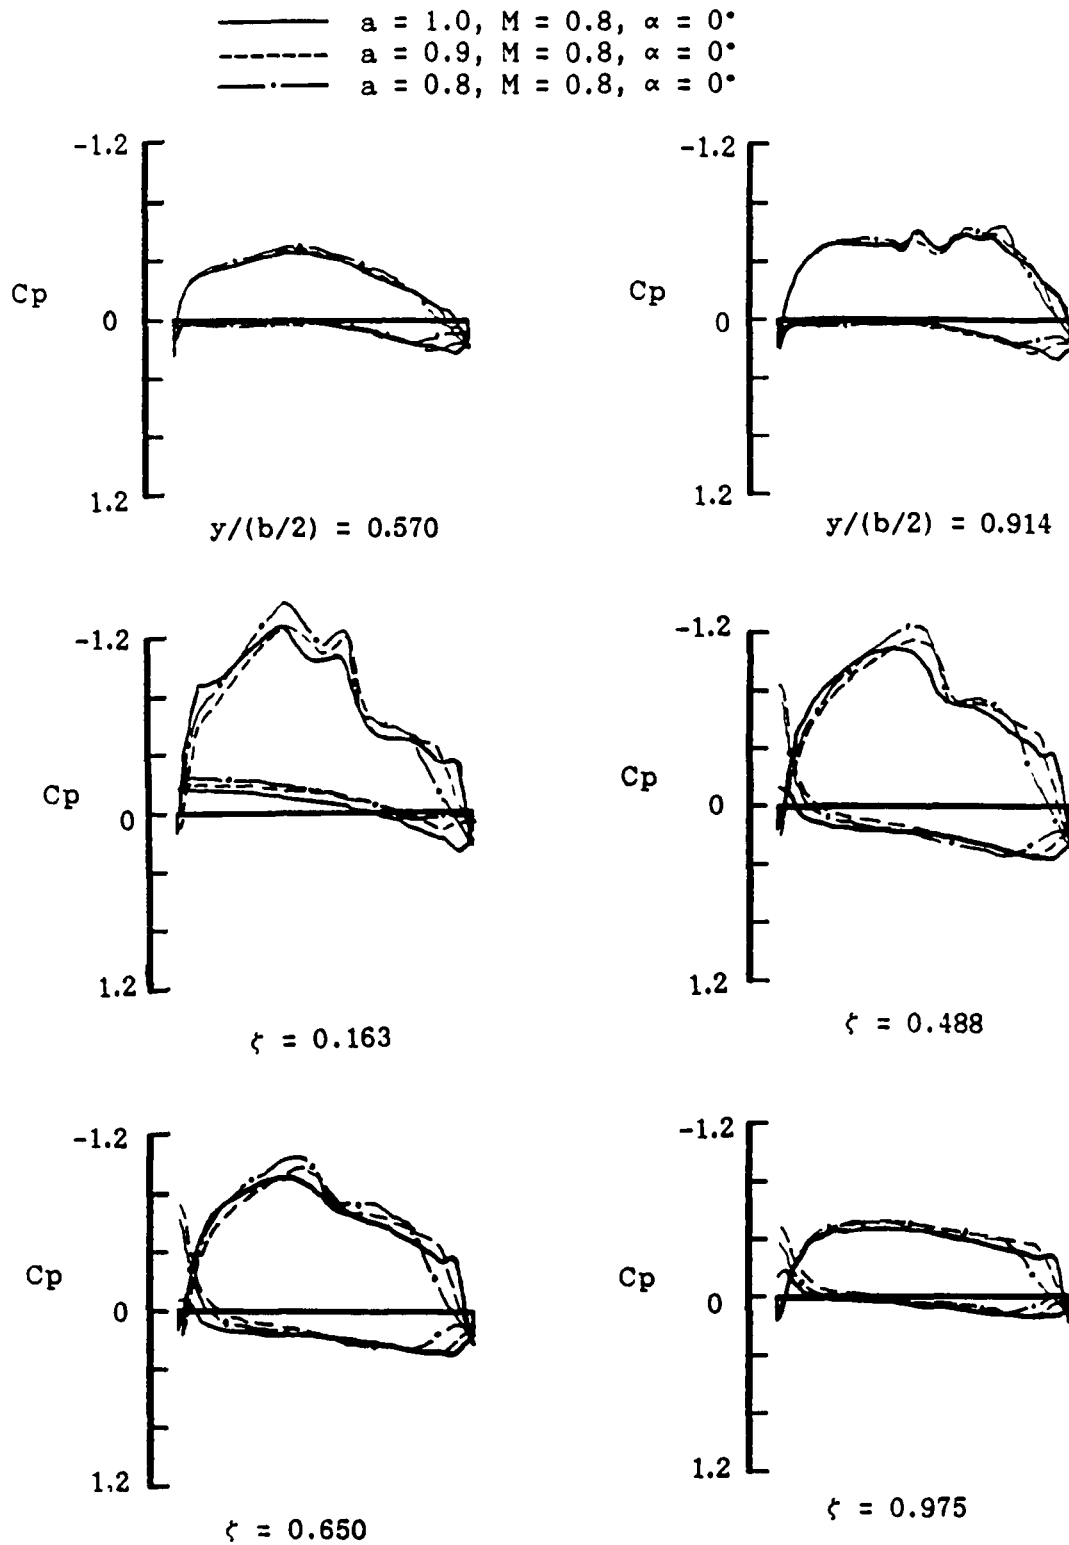 a = 1.0, M = 0.8, α = 0°
a = 0.9, M = 0.8, α = 0°
a = 0.8, M = 0.8, α = 0°
-1.2
Cp
0
1.2
y/(b/2) = 0.570
-1.2
Cp
0
1.2
y/(b/2) = 0.914
-1.2
Cp
0
1.2
ζ = 0.163
-1.2
Cp
0
1.2
ζ = 0.488
-1.2
Cp
0
1.2
ζ = 0.650
-1.2
Cp
0
1.2
ζ = 0.975